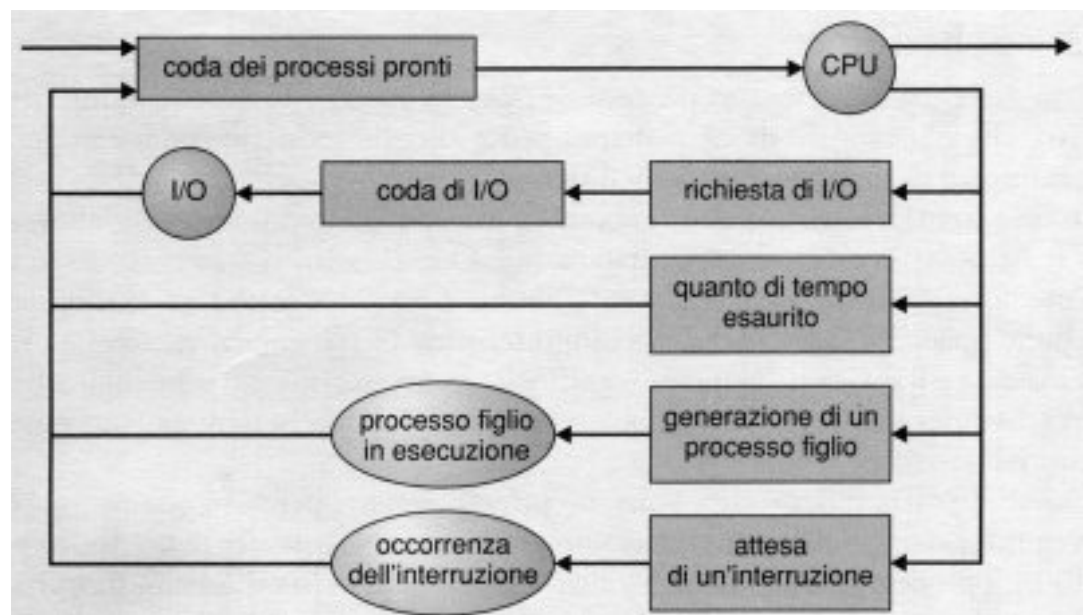 coda dei processi pronti
CPU
I/O
coda di I/O
richiesta di I/O
quanto di tempo
esaurito
processo figlio
in esecuzione
generazione di un
processo figlio
occorrenza
dell'interruzione
attesa
di un'interruzione